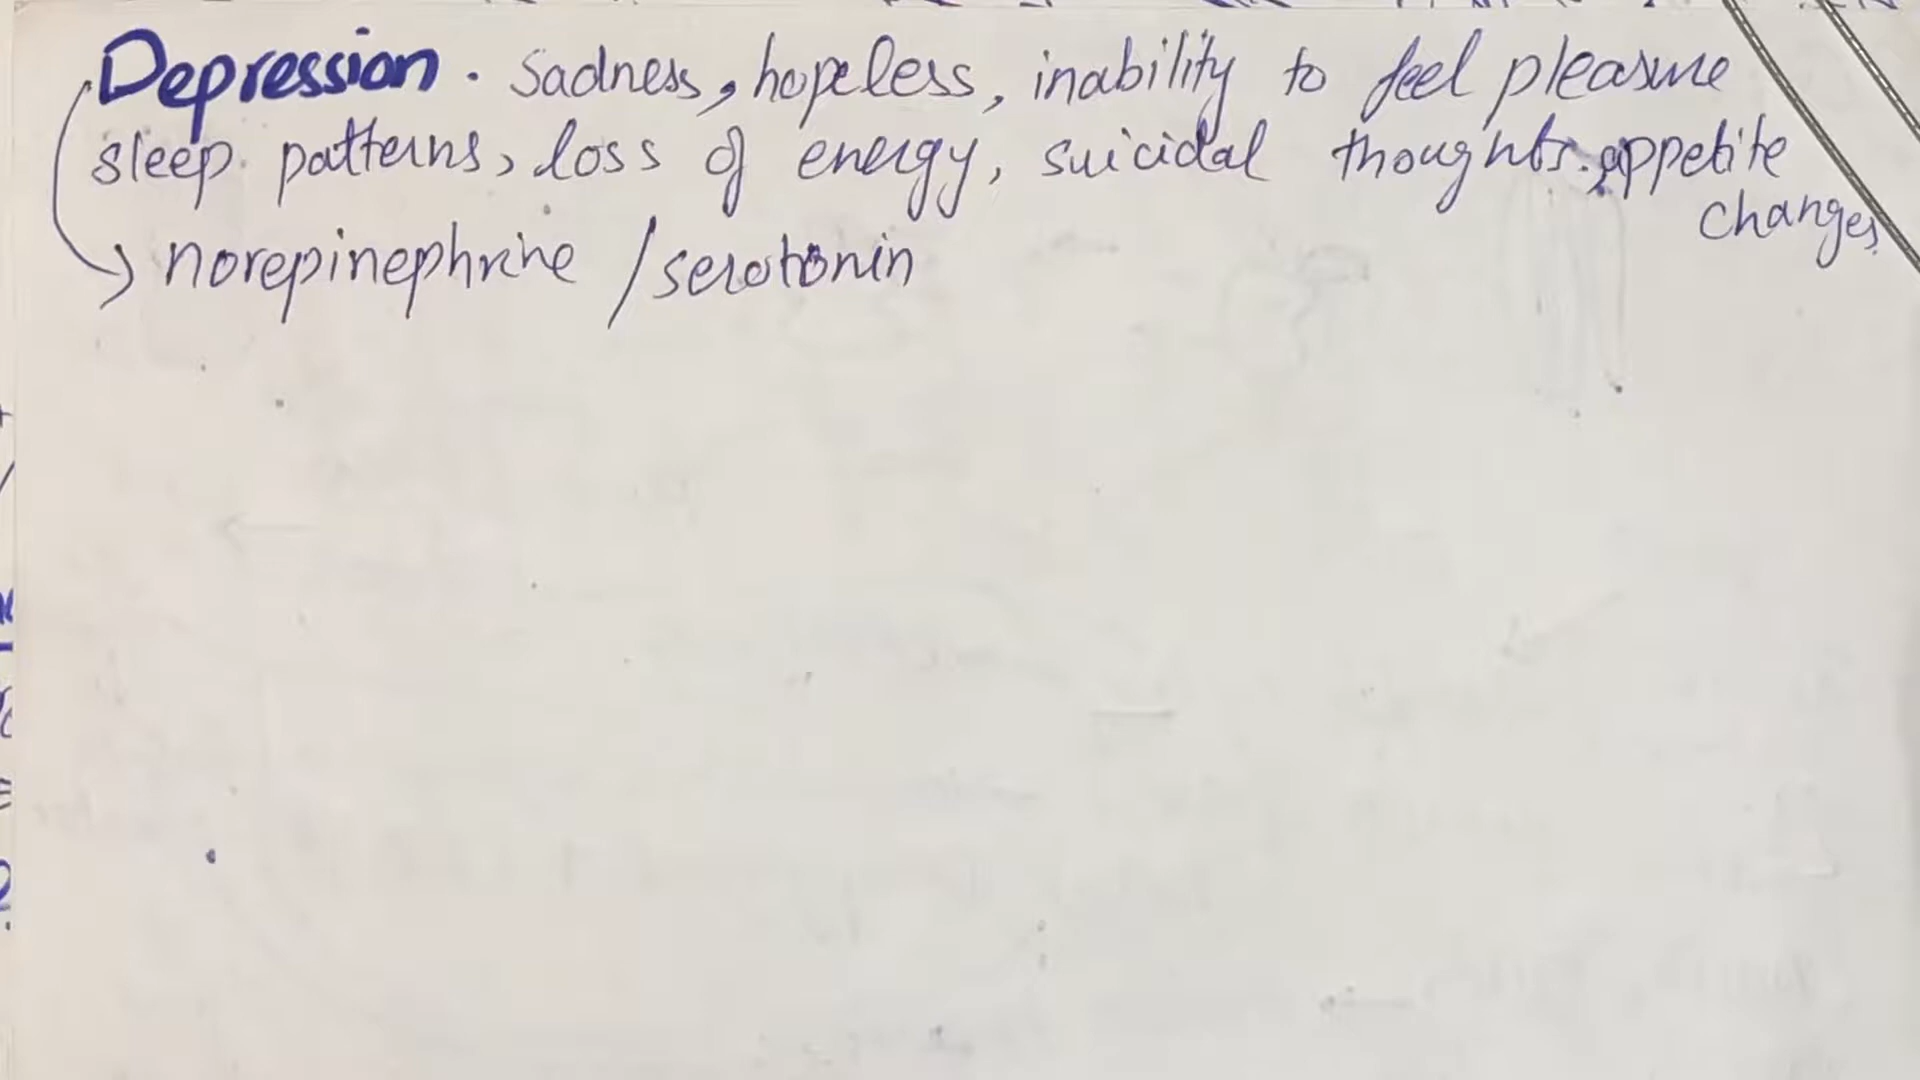 Depression. Sadness, hopeless, inability to feel pleasure
sleep patterns, loss of energy, suicidal thoughts. appetite
changes
→ norepinephrine / serotonin